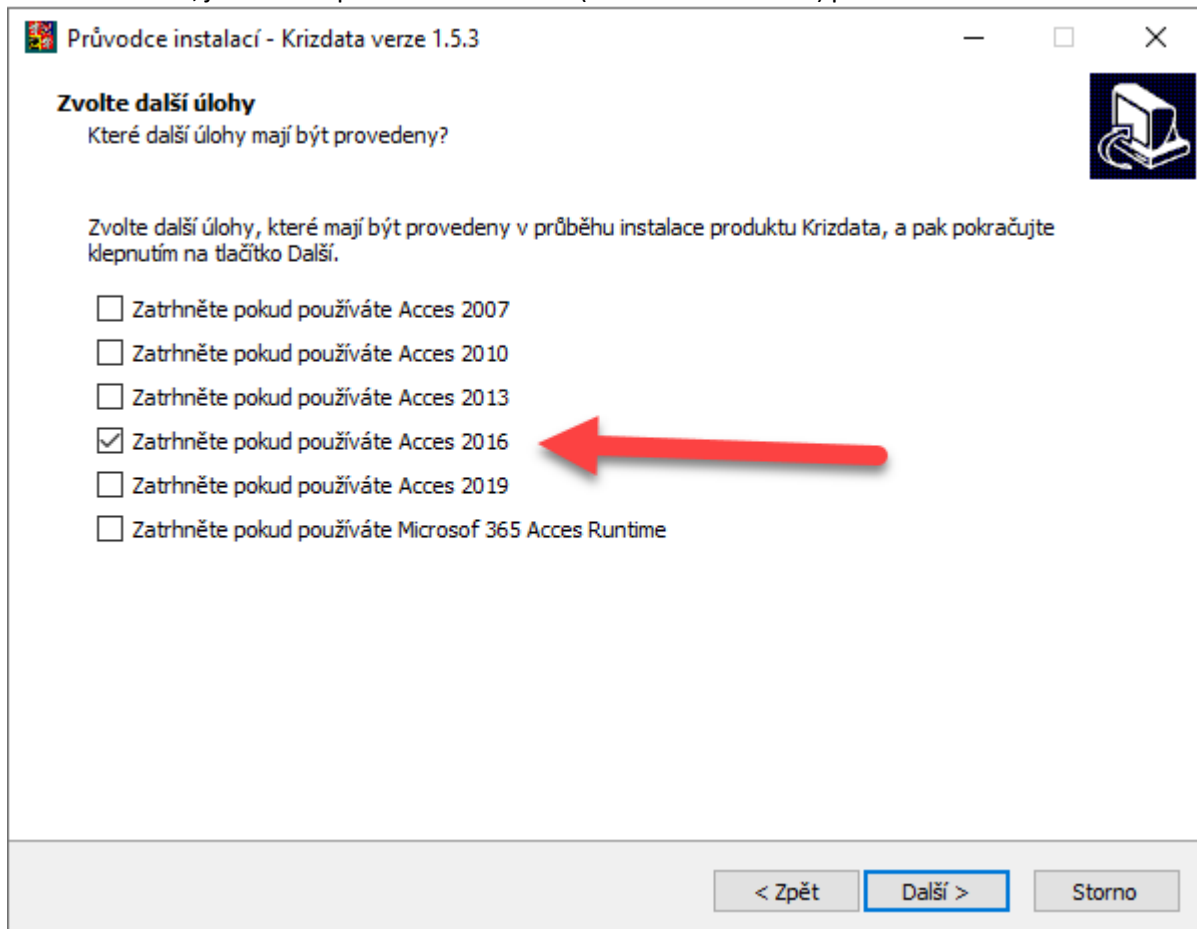 Průvodce instalací - Krizdata verze 1.5.3
Zvolte další úlohy
Které další úlohy mají být provedeny?
Zvolte další úlohy, které mají být provedeny v průběhu instalace produktu Krizdata, a pak pokračujte
klepnutím na tlačítko Další.
Zatrhněte pokud používáte Acces 2007
Zatrhněte pokud používáte Acces 2010
Zatrhněte pokud používáte Acces 2013
Zatrhněte pokud používáte Acces 2016
Zatrhněte pokud používáte Acces 2019
Zatrhněte pokud používáte Microsof 365 Acces Runtime
< Zpět
Další >
Storno